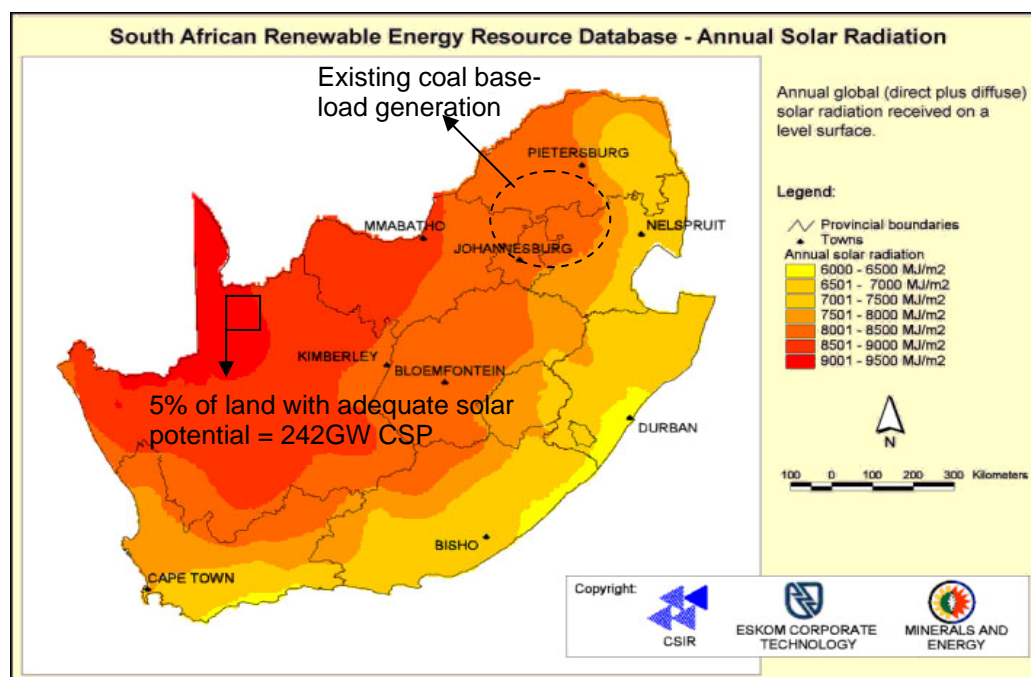 South African Renewable Energy Resource Database - Annual Solar Radiation
Existing coal base-
load generation
PIETERSBURG
MMABATHO
NELSPRUIT
JOHANNESBURG
KIMBERLEY
BLOEMFONTEIN
5% of land with adequate solar
potential = 242GW CSP
DURBAN
BISHO
CAPE TOWN
Annual global (direct plus diffuse)
solar radiation received on a
level surface.
Legend:
Provincial boundaries
Towns
Annual solar radiation
6000 - 6500 MJ/m2
6501 - 7000 MJ/m2
7001 - 7500 MJ/m2
7501 - 8000 MJ/m2
8001 - 8500 MJ/m2
8501 - 9000 MJ/m2
9001 - 9500 MJ/m2
N
100 0 100 200 300 Kilometers
Copyright:
CSIR
ESKOM CORPORATE
TECHNOLOGY
MINERALS AND
ENERGY